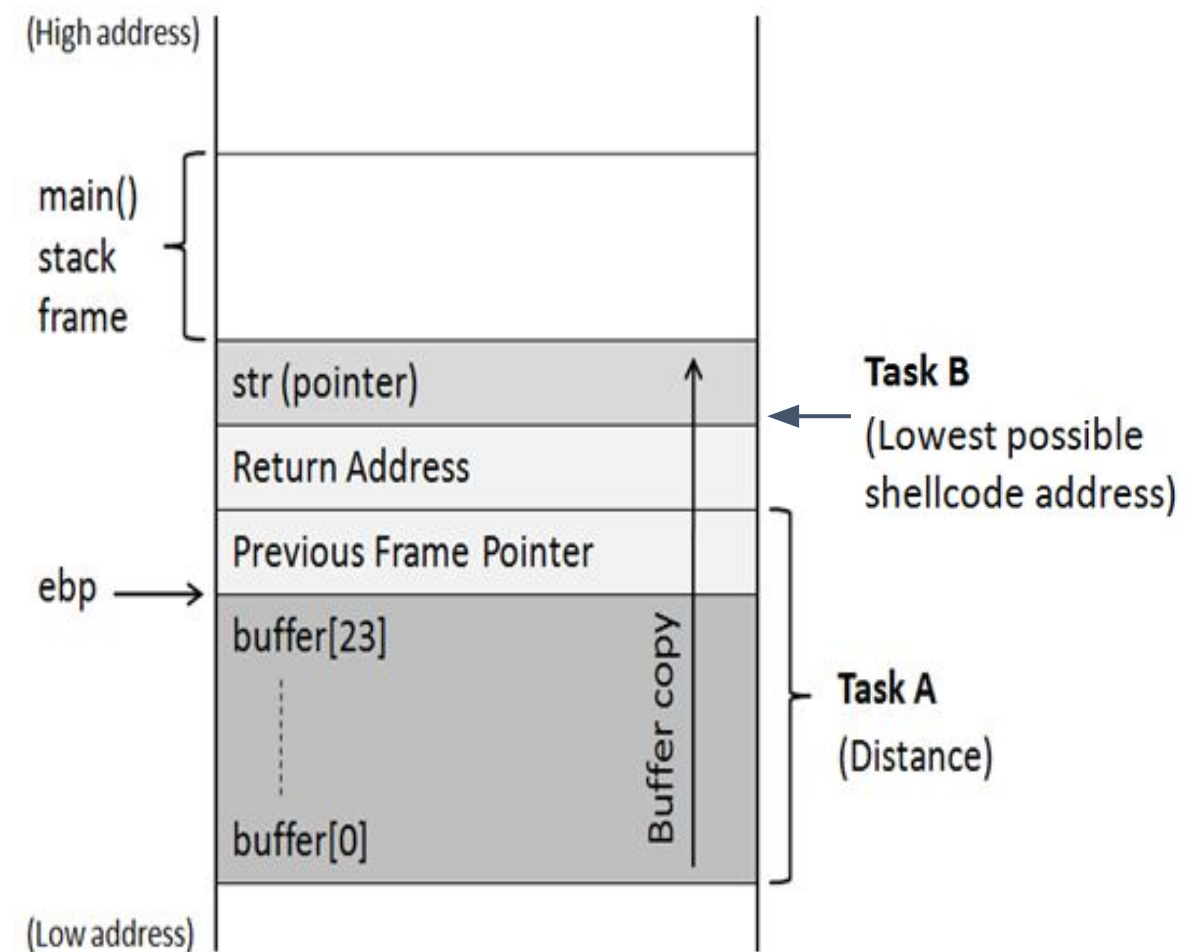 (High address)
main()
stack
frame
str (pointer)
Return Address
Previous Frame Pointer
ebp
buffer[23]
buffer[0]
Buffer copy
Task B
(Lowest possible
shellcode address)
Task A
(Distance)
(Low address)